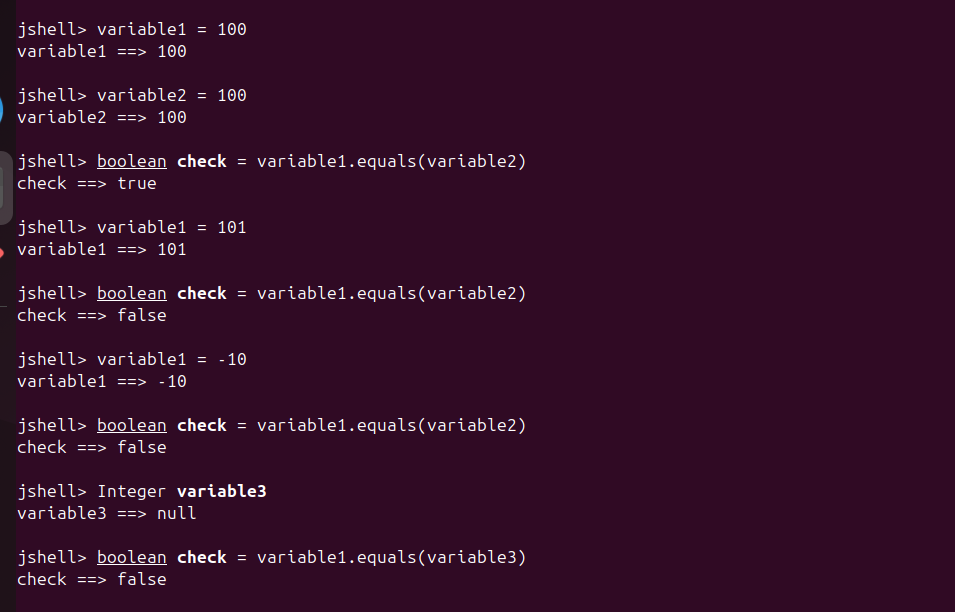 jshell> variable1 = 100
variable1 ==> 100
jshell> variable2 = 100
variable2 ==> 100
jshell> boolean check = variable1.equals(variable2)
check ==> true
jshell> variable1 = 101
variable1 ==> 101
jshell> boolean check = variable1.equals(variable2)
check ==> false
jshell> variable1 = -10
variable1 ==> -10
jshell> boolean check = variable1.equals(variable2)
check ==> false
jshell> Integer variable3
variable3 ==> null
jshell> boolean check = variable1.equals(variable3)
check ==> false